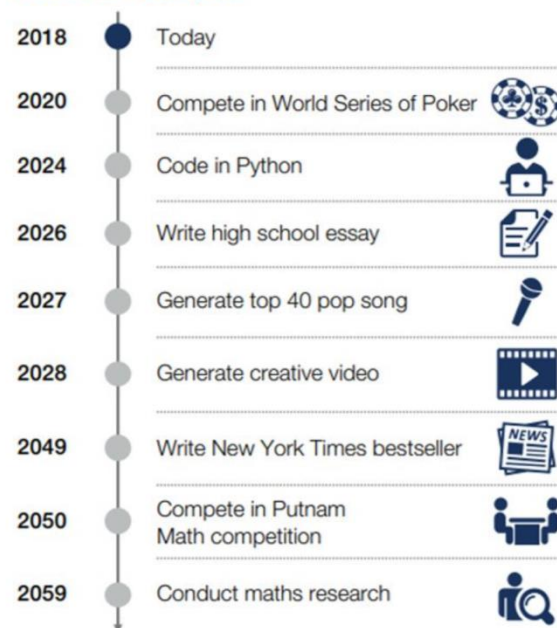 2018 Today
2020 Compete in World Series of Poker
2024 Code in Python
2026 Write high school essay
2027 Generate top 40 pop song
2028 Generate creative video
2049 Write New York Times bestseller
NEWS
2050 Compete in Putnam
Math competition
2059 Conduct maths research